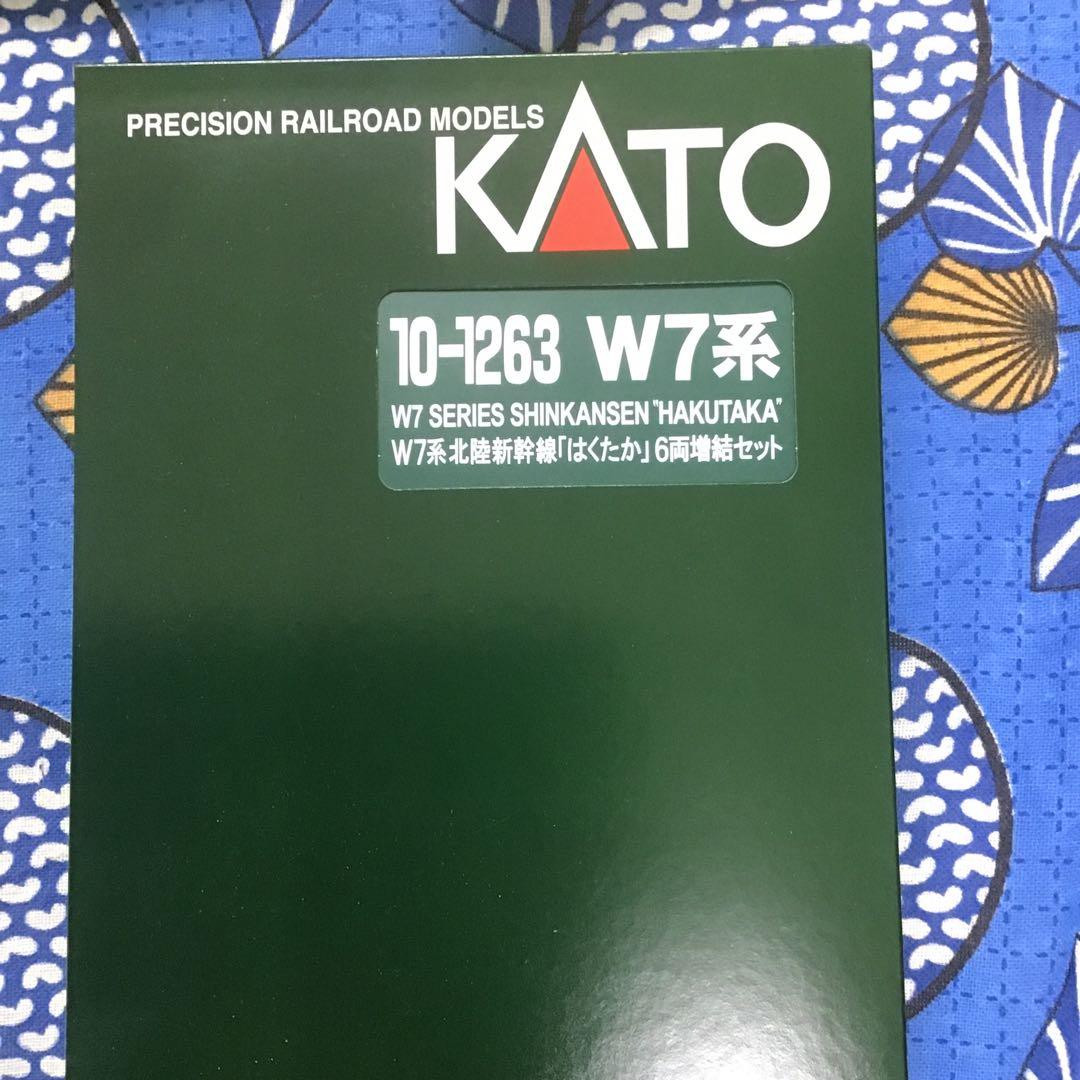 PRECISION RAILROAD MODELS
KATO
10-1263 W7系
W7 SERIES SHINKANSEN "HAKUTAKA"
W7系北陸新幹線「はくたか」6両増結セット